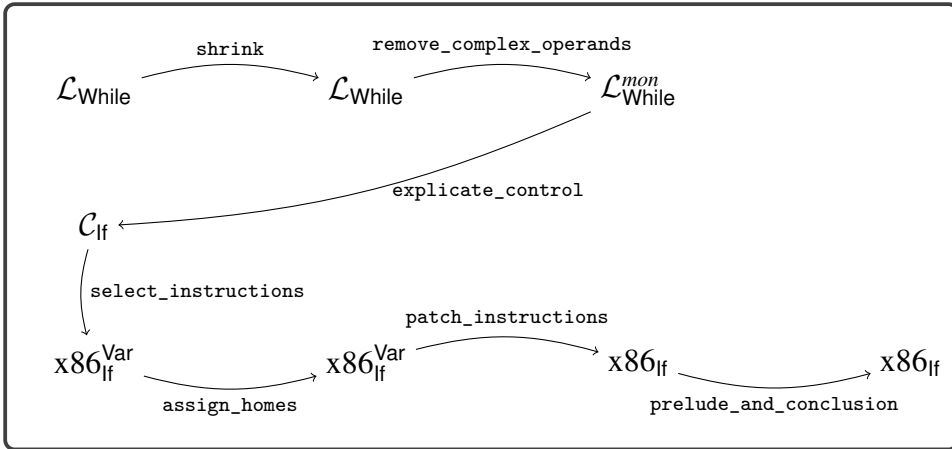 shrink
remove_complex_operands
ℒ_While ℒ_While ℒ^mon_While
explicate_control
𝒞_If
select_instructions
patch_instructions
x86^Var_If x86^Var_If x86_If x86_If
assign_homes
prelude_and_conclusion